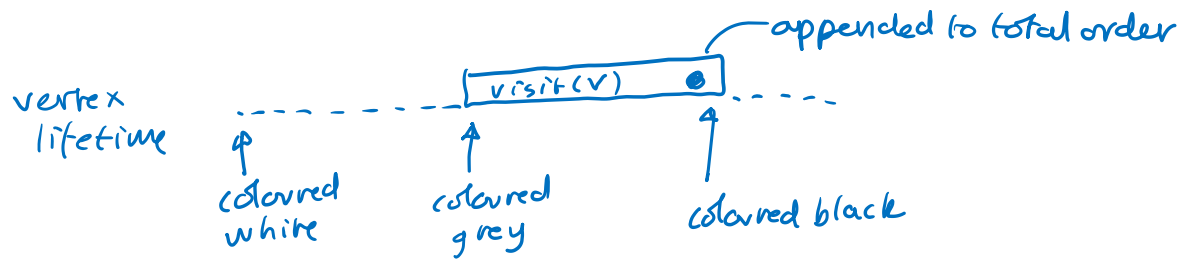 appended to total order
visit(v)
vertex
lifetime
coloured
white
coloured
grey
coloured black